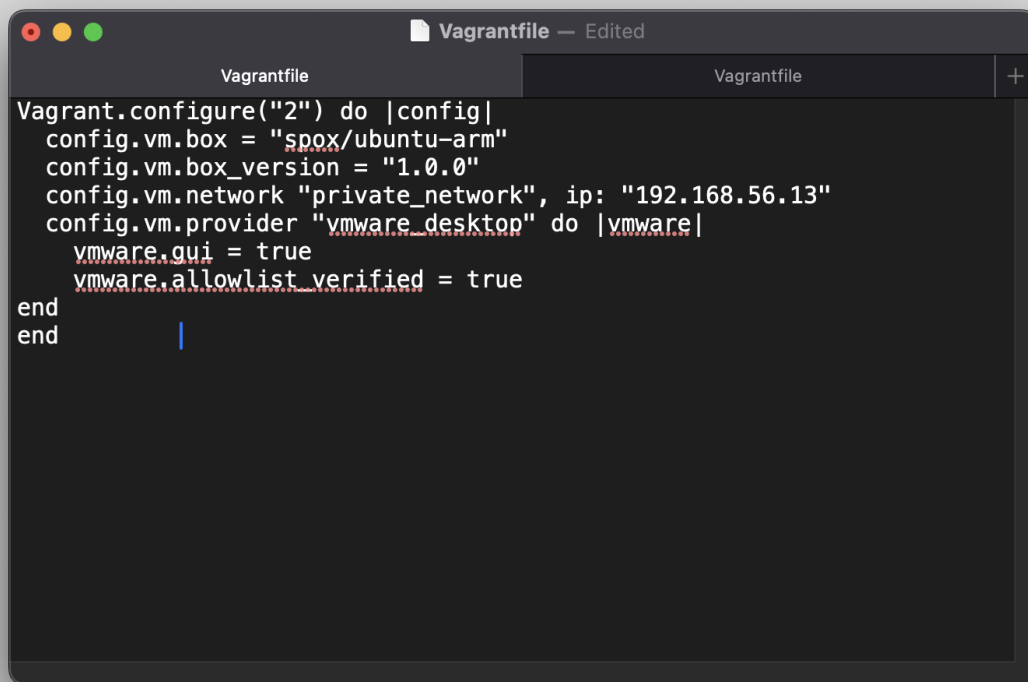 Vagrantfile — Edited
Vagrantfile Vagrantfile +
Vagrant.configure("2") do |config|
  config.vm.box = "spox/ubuntu-arm"
  config.vm.box_version = "1.0.0"
  config.vm.network "private_network", ip: "192.168.56.13"
  config.vm.provider "vmware_desktop" do |vmware|
    vmware.gui = true
    vmware.allowlist_verified = true
end
end